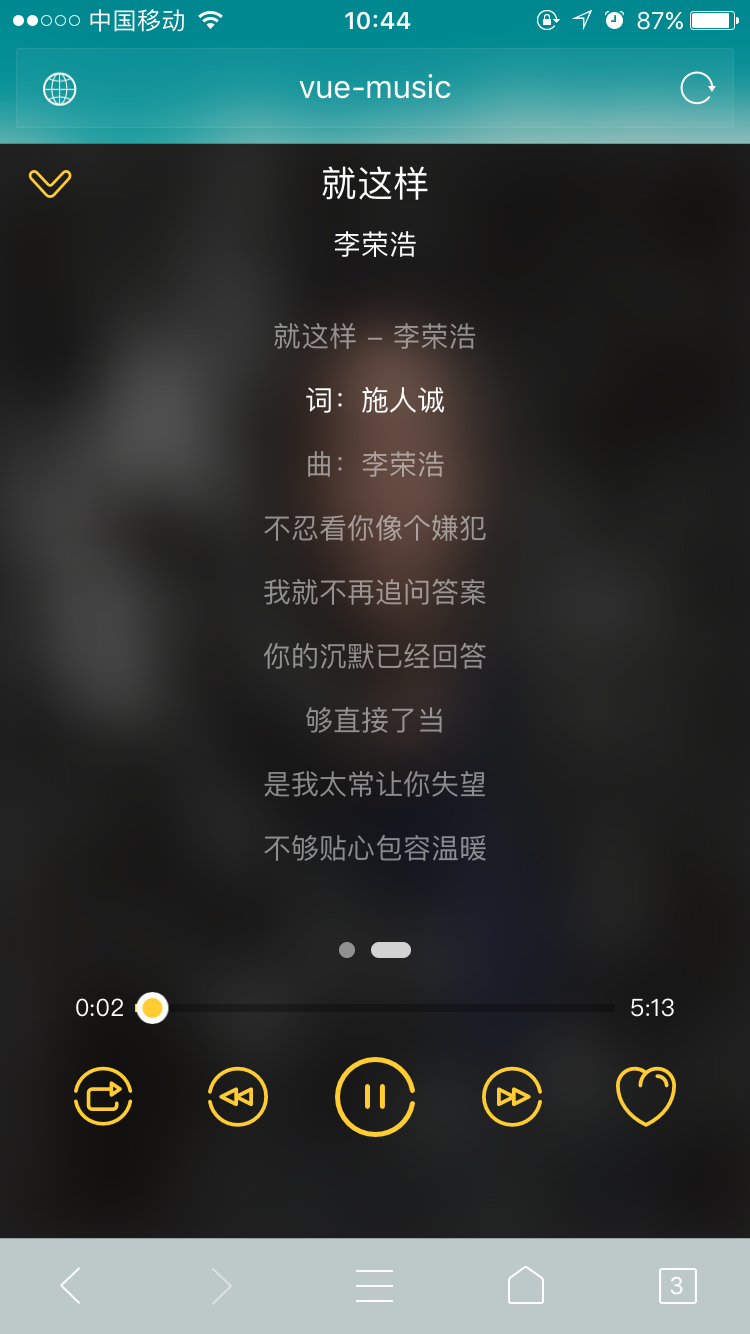 中国移动 10:44 87%
vue-music
就这样
李荣浩
就这样 – 李荣浩
词：施人诚
曲：李荣浩
不忍看你像个嫌犯
我就不再追问答案
你的沉默已经回答
够直接了当
是我太常让你失望
不够贴心包容温暖
0:02 5:13
3